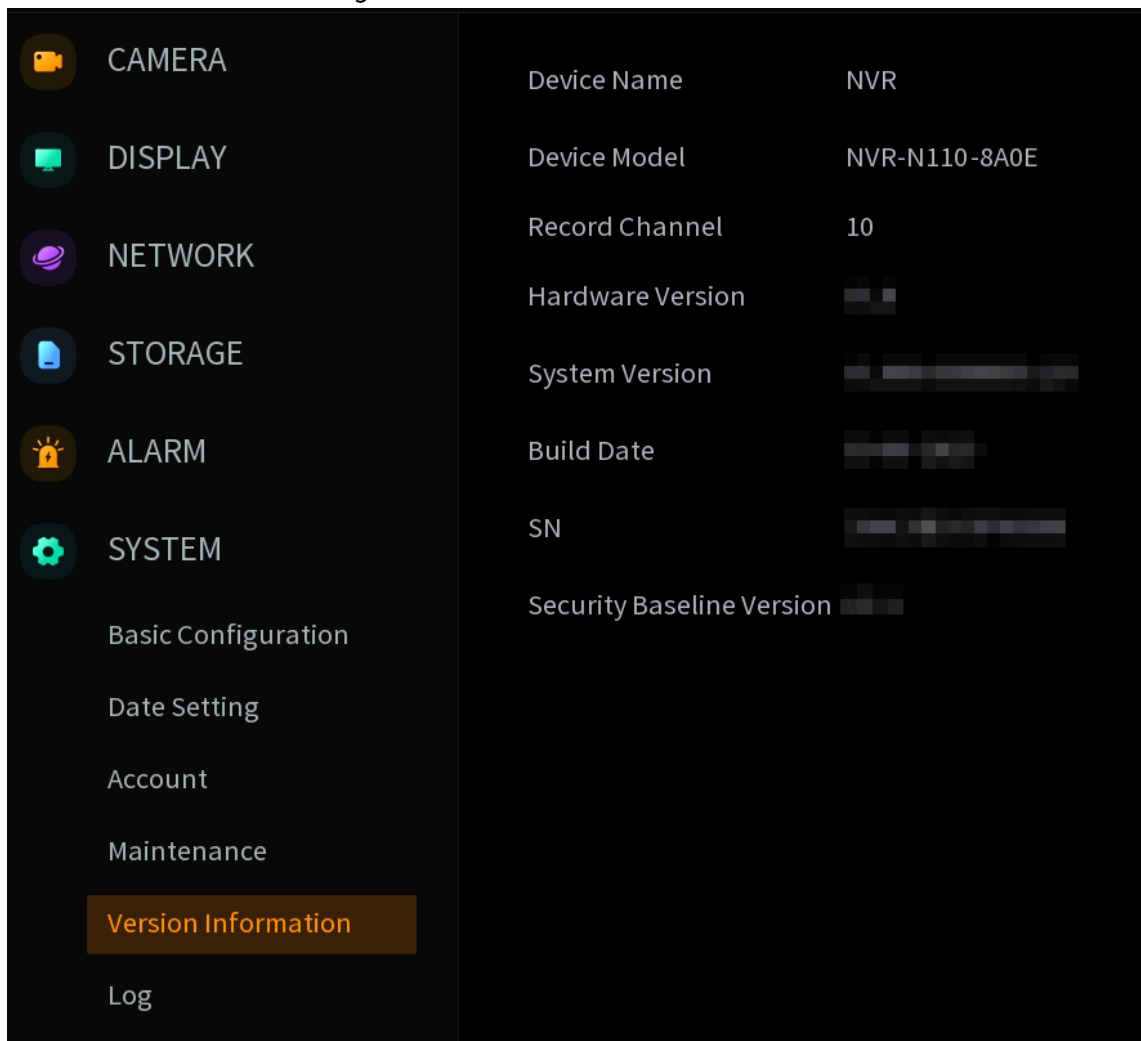 CAMERA
DISPLAY
NETWORK
STORAGE
ALARM
SYSTEM
Basic Configuration
Date Setting
Account
Maintenance
Version Information
Log
Device Name NVR
Device Model NVR-N110-8A0E
Record Channel 10
Hardware Version
System Version
Build Date
SN
Security Baseline Version